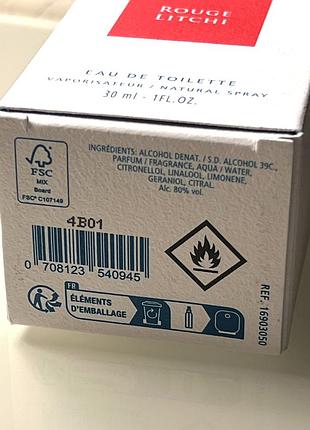 ROUGE
LITCHI
EAU DE TOILETTE
VAPORISATEUR / NATURAL SPRAY
30 ml - 1FL.OZ.
INGRÉDIENTS: ALCOHOL DENAT. / S.D. ALCOHOL 39C,
PARFUM / FRAGRANCE, AQUA / WATER,
CITRONELLOL, LINALOOL, LIMONENE,
GERANIOL, CITRAL.
Alc. 80% vol.
FSC
MIX
Board
FSC® C107149
4B01
0 708123 540945
FR
ÉLÉMENTS
D'EMBALLAGE
REF. 16903050